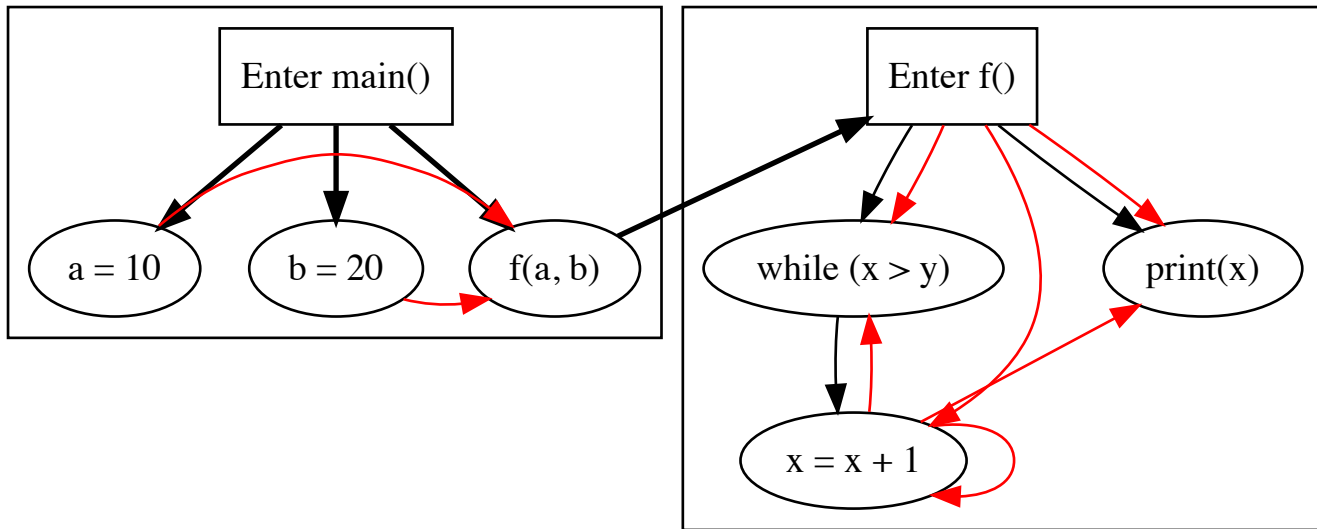 Enter main()
a = 10
b = 20
f(a, b)
Enter f()
while (x > y)
print(x)
x = x + 1